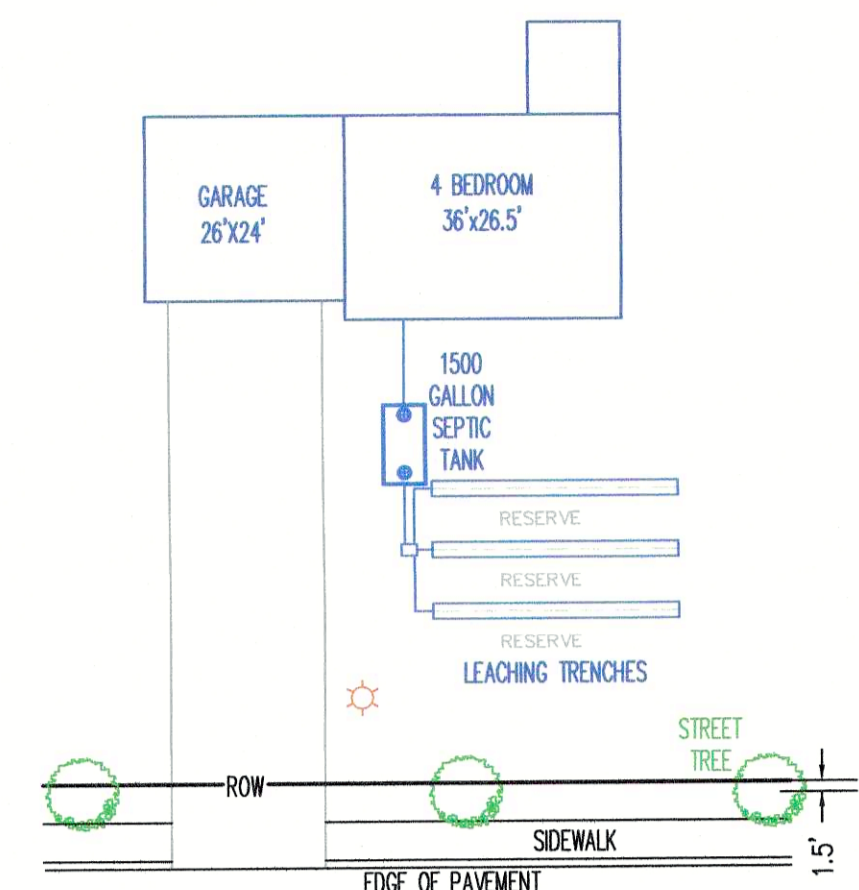 GARAGE
26'X24'
4 BEDROOM
36'x26.5'
1500
GALLON
SEPTIC
TANK
RESERVE
RESERVE
RESERVE
LEACHING TRENCHES
STREET
TREE
ROW
SIDEWALK
1.5'
EDGE OF PAVEMENT